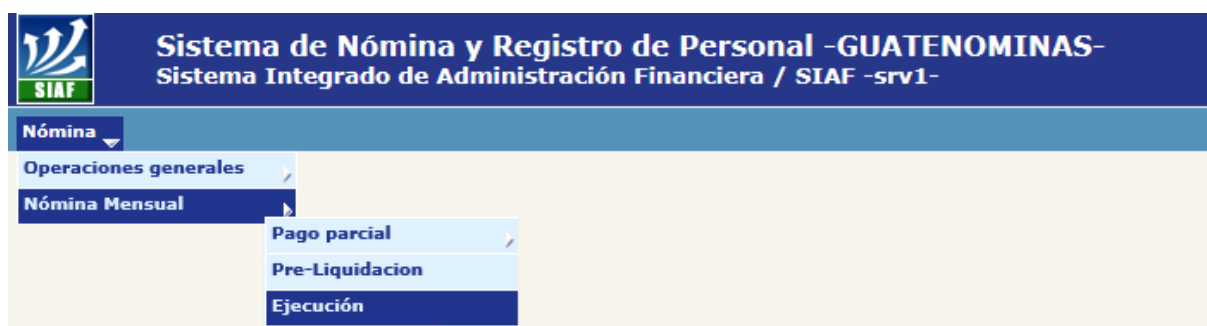 Sistema de Nómina y Registro de Personal -GUATENOMINAS-
Sistema Integrado de Administración Financiera / SIAF -srv1-
SIAF
Nómina
Operaciones generales
Nómina Mensual
Pago parcial
Pre-Liquidacion
Ejecución